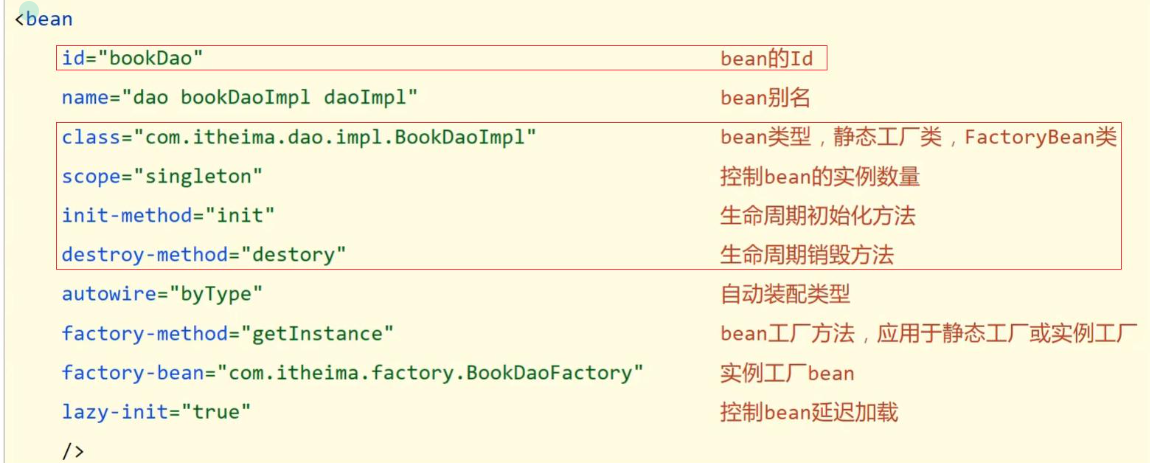 <bean
id="bookDao" bean的Id
name="dao bookDaoImpl daoImpl" bean别名
class="com.itheima.dao.impl.BookDaoImpl" bean类型，静态工厂类，FactoryBean类
scope="singleton" 控制bean的实例数量
init-method="init" 生命周期初始化方法
destroy-method="destory" 生命周期销毁方法
autowire="byType" 自动装配类型
factory-method="getInstance" bean工厂方法，应用于静态工厂或实例工厂
factory-bean="com.itheima.factory.BookDaoFactory" 实例工厂bean
lazy-init="true" 控制bean延迟加载
/>